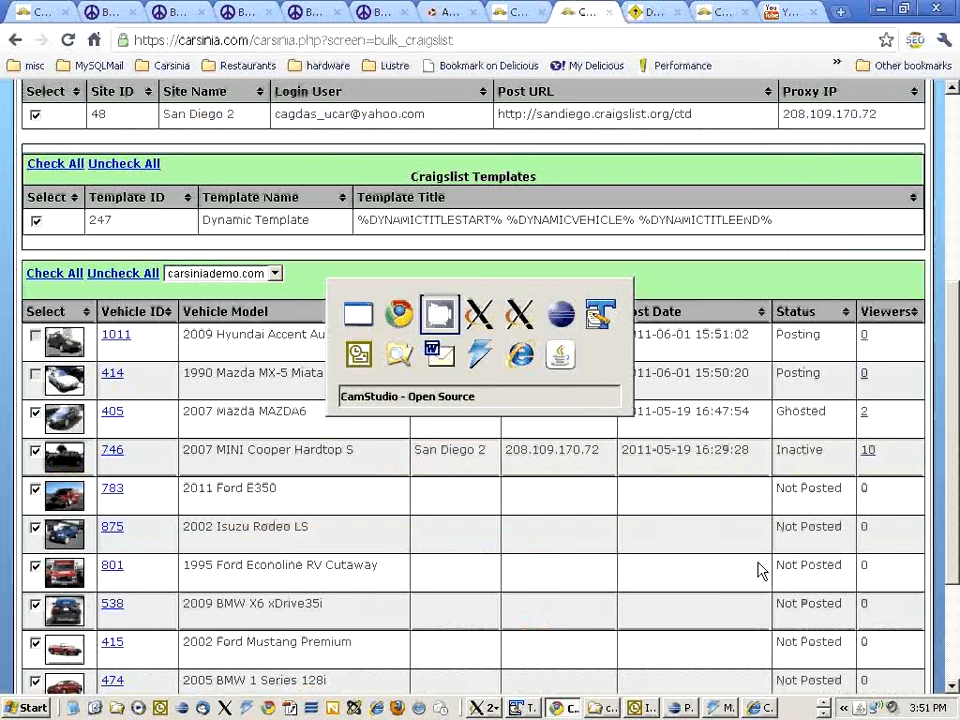 C...
B...
B...
B...
B...
B...
A...
C...
C...
D...
C...
Y...
https://carsinia.com/carsinia.php?screen=bulk_craigslist
SEO
misc MySQLMail Carsinia Restaurants hardware Lustre Bookmark on Delicious My Delicious Performance » Other bookmarks
Select Site ID Site Name Login User Post URL Proxy IP
48 San Diego 2 cagdas_ucar@yahoo.com http://sandiego.craigslist.org/ctd 208.109.170.72
Check All Uncheck All
Craigslist Templates
Select Template ID Template Name Template Title
247 Dynamic Template %DYNAMICTITLESTART% %DYNAMICVEHICLE% %DYNAMICTITLEEND%
Check All Uncheck All carsiniademo.com
Select Vehicle ID Vehicle Model st Date Status Viewers
1011 2009 Hyundai Accent Au 011-06-01 15:51:02 Posting 0
414 1990 Mazda MX-5 Miata 011-06-01 15:50:20 Posting 0
CamStudio - Open Source
405 2007 Mazda MAZDA6 2011-05-19 16:47:54 Ghosted 2
746 2007 MINI Cooper Hardtop S San Diego 2 208.109.170.72 2011-05-19 16:29:28 Inactive 10
783 2011 Ford E350 Not Posted 0
875 2002 Isuzu Rodeo LS Not Posted 0
801 1995 Ford Econoline RV Cutaway Not Posted 0
538 2009 BMW X6 xDrive35i Not Posted 0
415 2002 Ford Mustang Premium Not Posted 0
474 2005 BMW 1 Series 128i Not Posted 0
Start 2 T. C.. c... I... P. M. C. « 3:51 PM